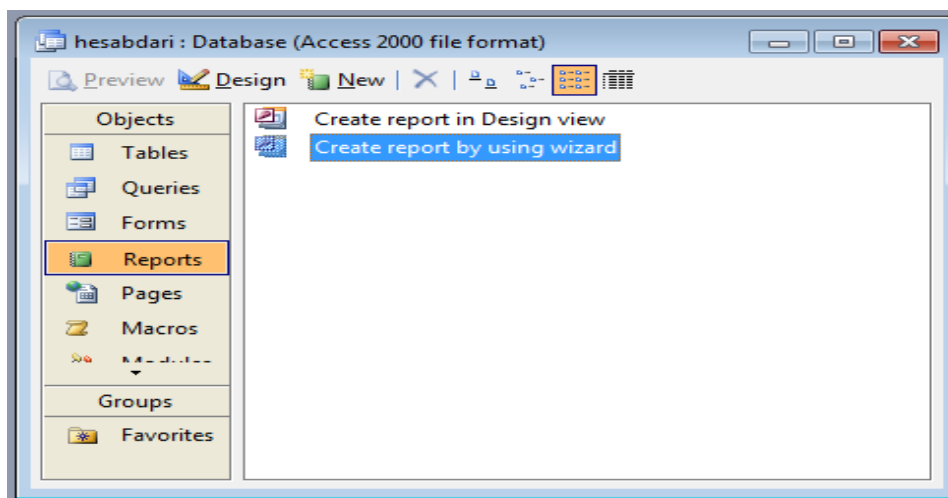 hesabdari : Database (Access 2000 file format)
Preview Design New
Objects
Tables
Queries
Forms
Reports
Pages
Macros
Groups
Favorites
Create report in Design view
Create report by using wizard